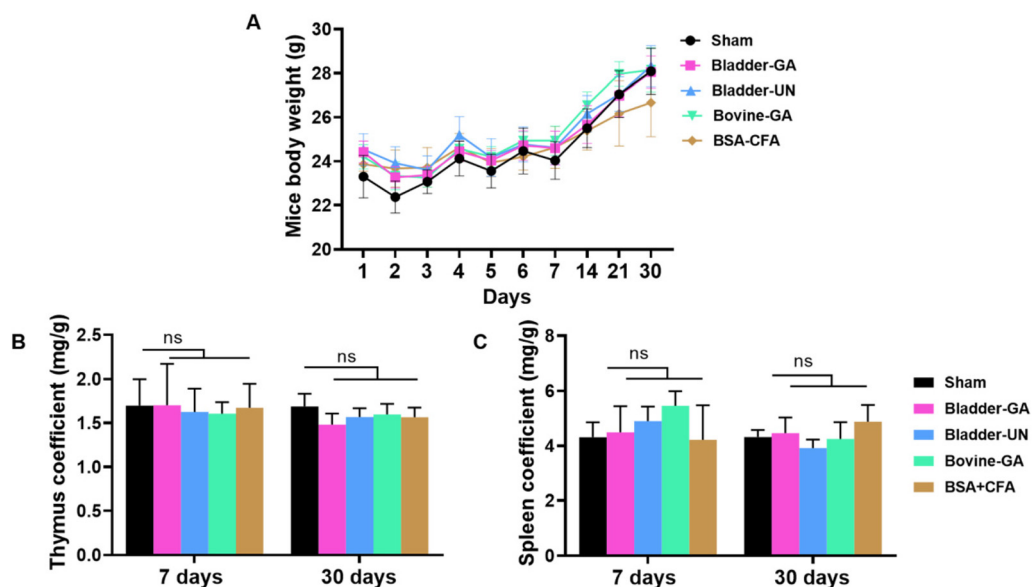 A
Mice body weight (g)
30
28
26
24
22
20
1 2 3 4 5 6 7 14 21 30
Days
Sham
Bladder-GA
Bladder-UN
Bovine-GA
BSA-CFA
B
Thymus coefficient (mg/g)
2.5
2.0
1.5
1.0
0.5
0.0
ns
ns
7 days 30 days
C
Spleen coefficient (mg/g)
8
6
4
2
0
ns
ns
7 days 30 days
Sham
Bladder-GA
Bladder-UN
Bovine-GA
BSA+CFA